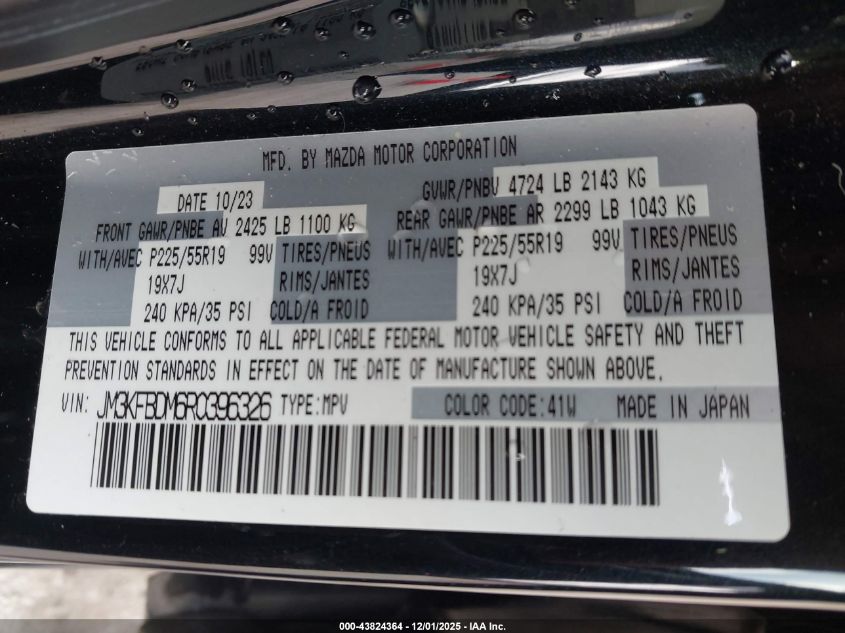 MFD. BY MAZDA MOTOR CORPORATION
DATE 10/23 GVWR/PNBV 4724 LB 2143 KG
FRONT GAWR/PNBE AV 2425 LB 1100 KG REAR GAWR/PNBE AR 2299 LB 1043 KG
WITH/AVEC P225/55R19 99V TIRES/PNEUS WITH/AVEC P225/55R19 99V TIRES/PNEUS
19X7J RIMS/JANTES 19X7J RIMS/JANTES
240 KPA/35 PSI COLD/A FROID 240 KPA/35 PSI COLD/A FROID
THIS VEHICLE CONFORMS TO ALL APPLICABLE FEDERAL MOTOR VEHICLE SAFETY AND THEFT
PREVENTION STANDARDS IN EFFECT ON THE DATE OF MANUFACTURE SHOWN ABOVE.
VIN: JM3KFBDM6R0396326 TYPE:MPV COLOR CODE:41W MADE IN JAPAN
000-43824364 - 12/01/2025 - IAA Inc.